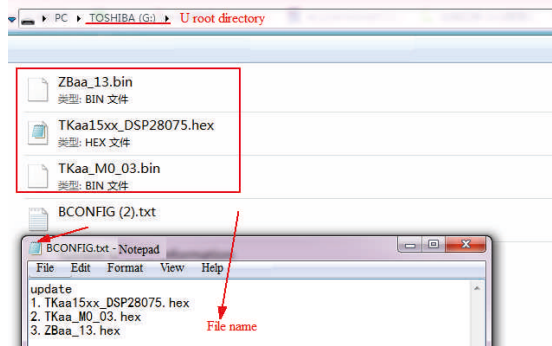 PC TOSHIBA (G:) U root directory
ZBaa_13.bin
类型: BIN 文件
TKaa15xx_DSP28075.hex
类型: HEX 文件
TKaa_M0_03.bin
类型: BIN 文件
BCONFIG (2).txt
BCONFIG.txt - Notepad
File Edit Format View Help
update
1. TKaa15xx_DSP28075. hex
2. TKaa_M0_03. hex
3. ZBaa_13. hex
File name